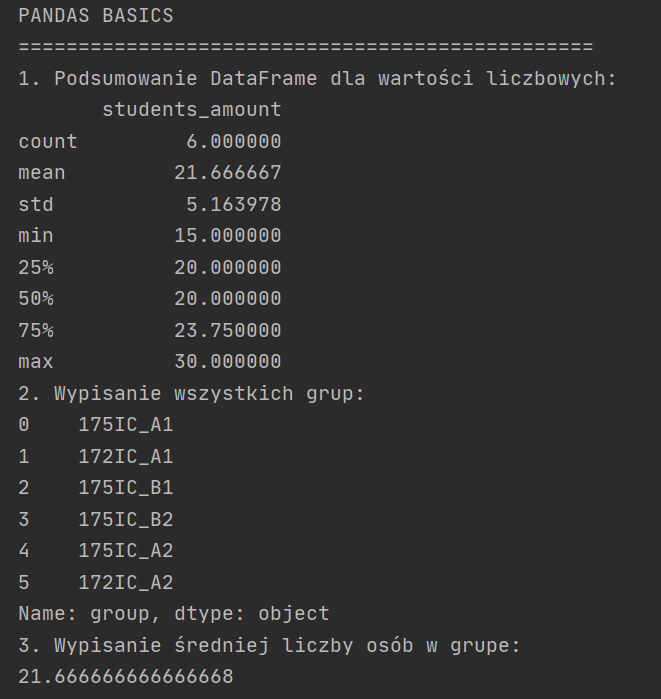 PANDAS BASICS
================================================
1. Podsumowanie DataFrame dla wartości liczbowych:
       students_amount
count         6.000000
mean         21.666667
std           5.163978
min          15.000000
25%          20.000000
50%          20.000000
75%          23.750000
max          30.000000
2. Wypisanie wszystkich grup:
0    175IC_A1
1    172IC_A1
2    175IC_B1
3    175IC_B2
4    175IC_A2
5    172IC_A2
Name: group, dtype: object
3. Wypisanie średniej liczby osób w grupe:
21.666666666666668